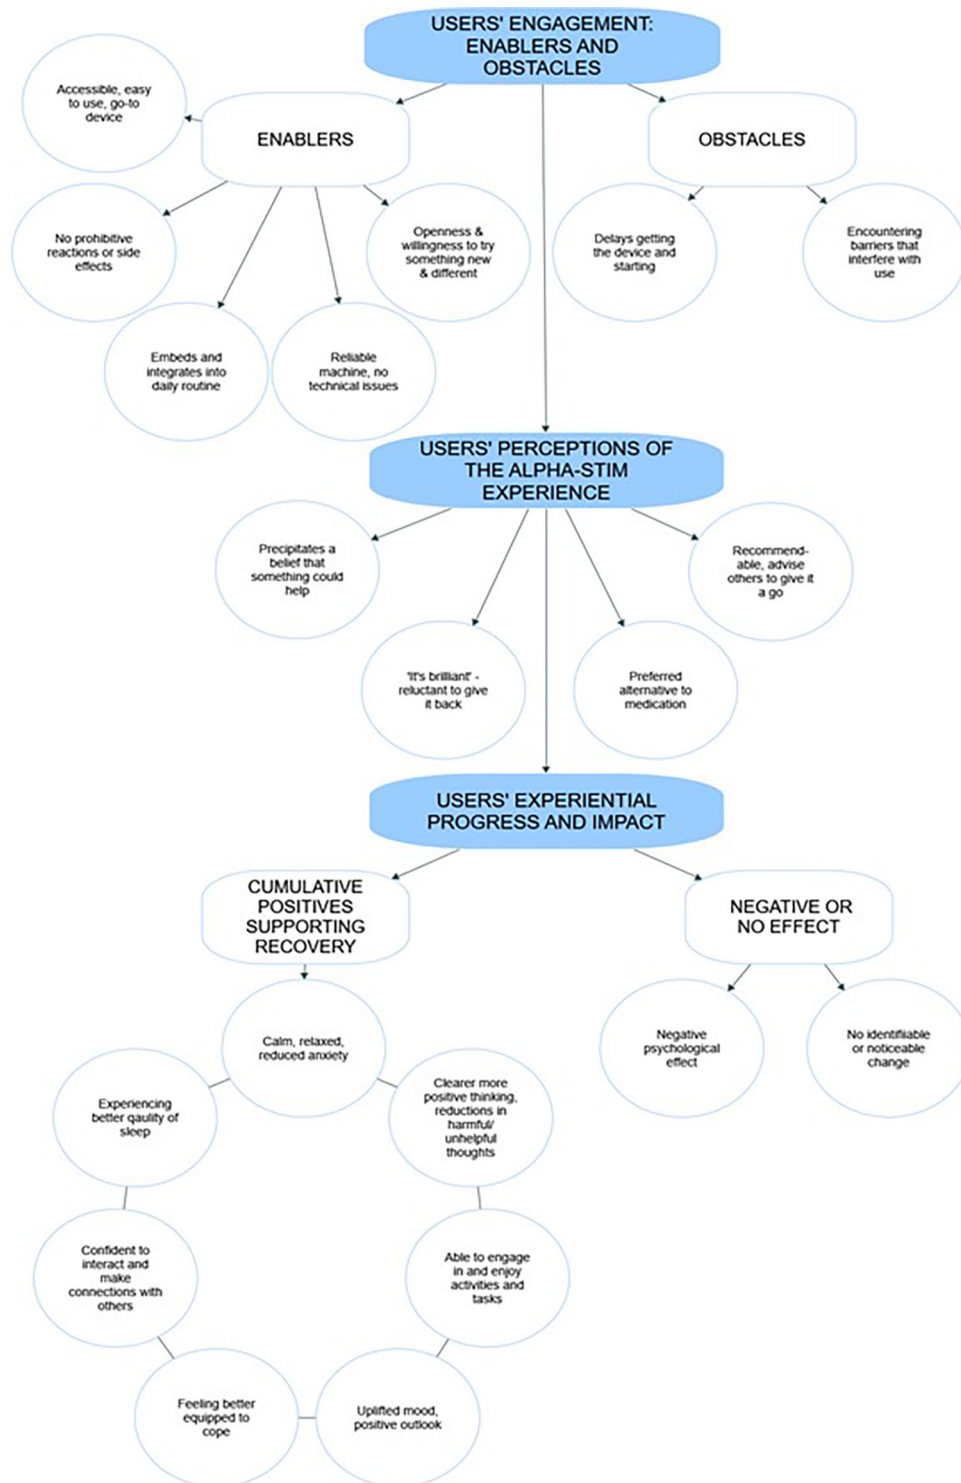 USERS' ENGAGEMENT:
ENABLERS AND
OBSTACLES
Accessible, easy
to use, go-to
device
ENABLERS
OBSTACLES
No prohibitive
reactions or side
effects
Openness &
willingness to try
something new
& different
Delays getting
the device and
starting
Encountering
barriers that
interfere with
use
Embeds and
integrates into
daily routine
Reliable
machine, no
technical issues
USERS' PERCEPTIONS OF
THE ALPHA-STIM
EXPERIENCE
Precipitates a
belief that
something could
help
Recommend-
able, advise
others to give it
a go
'It's brilliant' -
reluctant to give
it back
Preferred
alternative to
medication
USERS' EXPERIENTIAL
PROGRESS AND IMPACT
CUMULATIVE
POSITIVES
SUPPORTING
RECOVERY
NEGATIVE OR
NO EFFECT
Calm, relaxed,
reduced anxiety
Negative
psychological
effect
No identifiiable
or noticeable
change
Experiencing
better qaulity of
sleep
Clearer more
positive thinking,
reductions in
harmful/
unhelpful
thoughts
Confident to
interact and
make
connections with
others
Able to engage
in and enjoy
activities and
tasks
Feeling better
equipped to
cope
Uplifted mood,
positive outlook